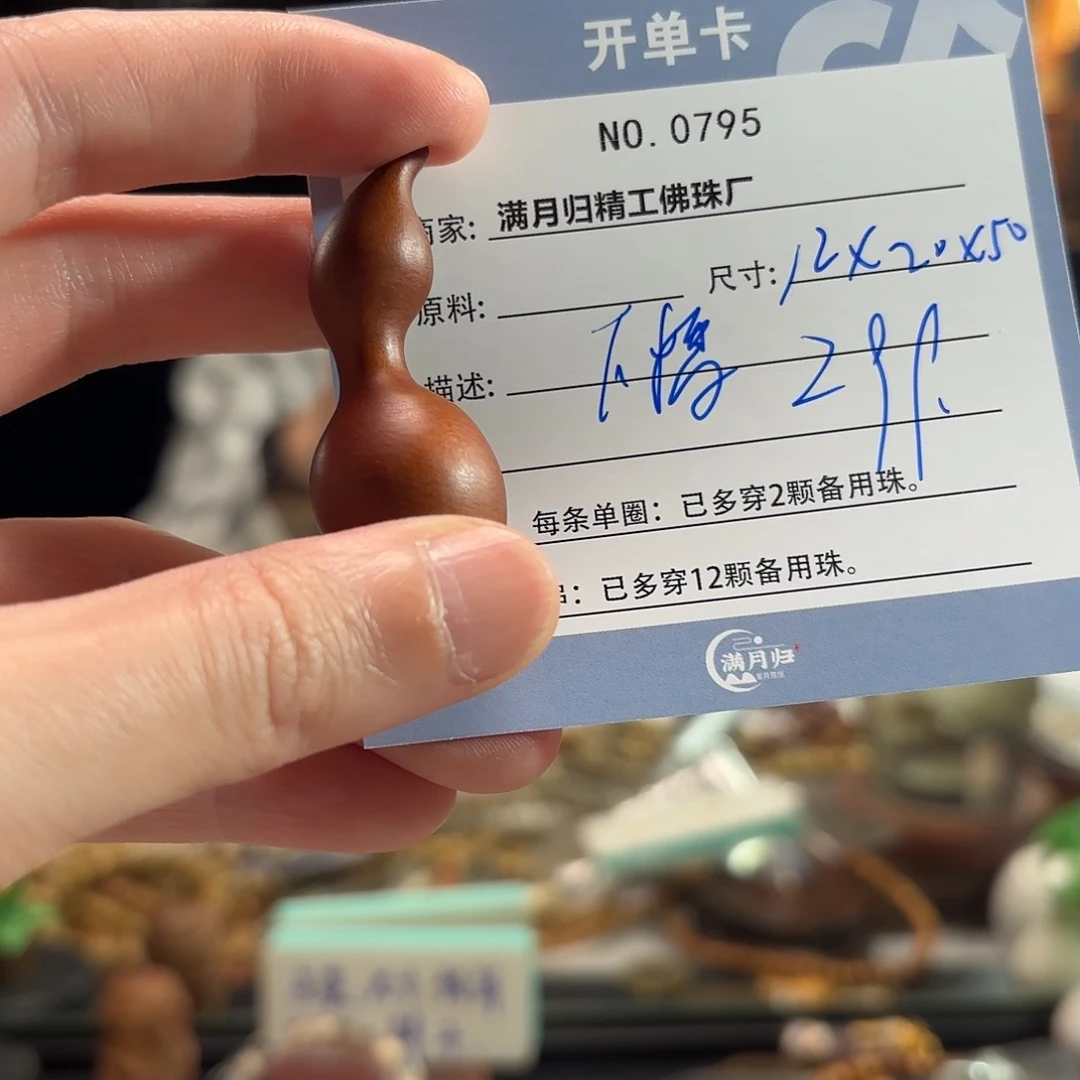 开单卡
NO.0795
商家: 满月归精工佛珠厂
原料: 尺寸: 12X20X50
描述: 2
每条单圈：已多穿2颗备用珠。
：已多穿12颗备用珠。
满月归